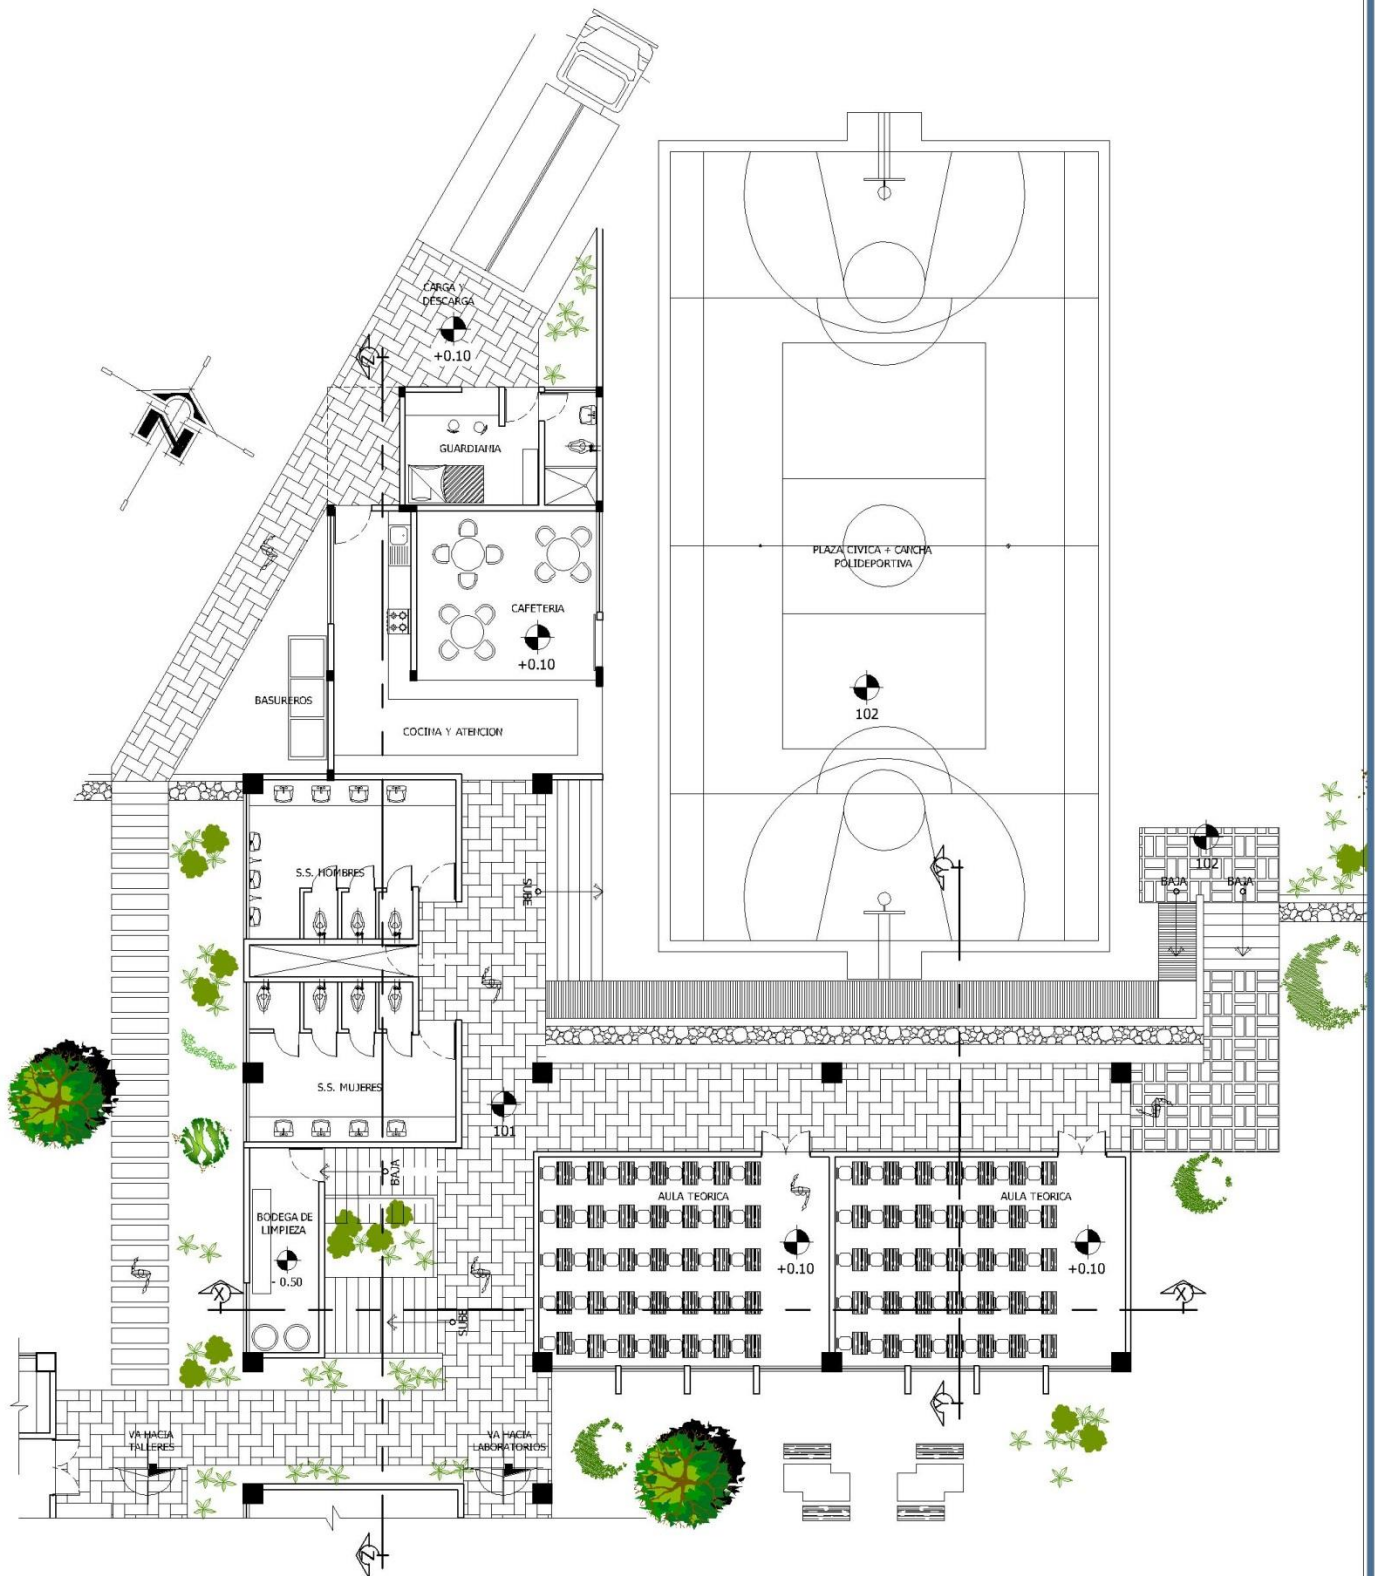 CARGA Y
DESCARGA
+0.10
Z
N
GUARDIANIA
PLAZA CIVICA + CANCHA
POLIDEPORTIVA
CAFETERIA
+0.10
102
BASUREROS
COCINA Y ATENCION
102
Y
S.S. HOMBRES
SUBE
BAJA
BAJA
S.S. MUJERES
101
BAJA
AULA TEORICA
AULA TEORICA
BODEGA DE
LIMPIEZA
- 0.50
+0.10
+0.10
X
X
SUBE
Y
VA HACIA
TALLERES
VA HACIA
LABORATORIOS
Z